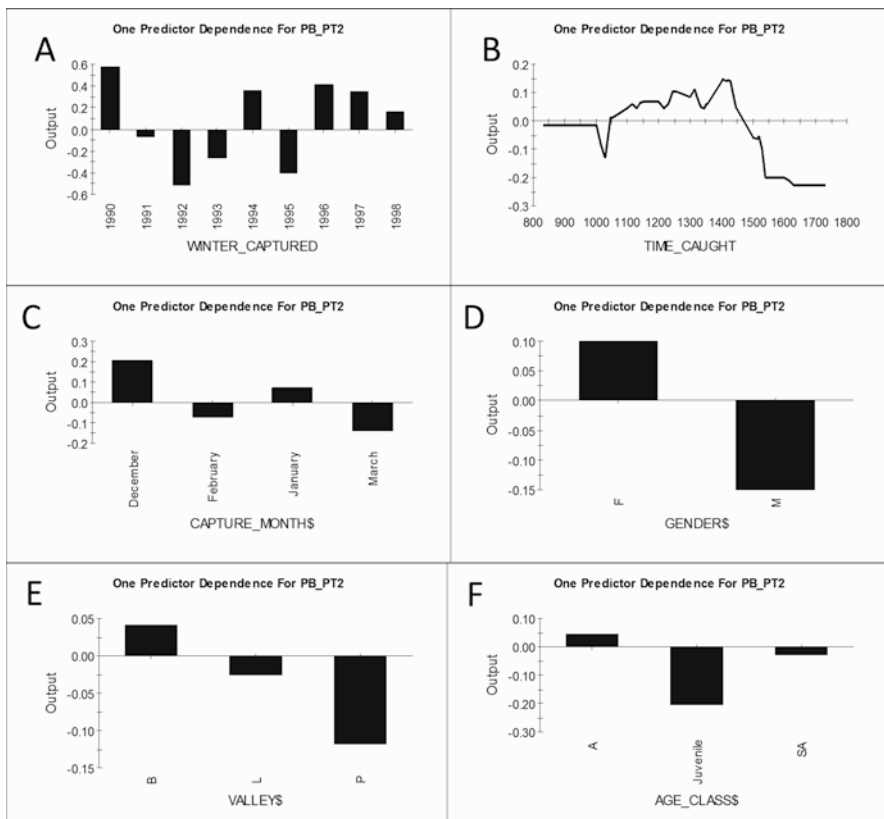 A
One Predictor Dependence For PB_PT2
Output
0.6
0.4
0.2
0.0
-0.2
-0.4
-0.6
1990
1991
1992
1993
1994
1995
1996
1997
1998
WINTER_CAPTURED
B
One Predictor Dependence For PB_PT2
Output
0.2
0.1
0.0
-0.1
-0.2
-0.3
800 900 1000 1100 1200 1300 1400 1500 1600 1700 1800
TIME_CAUGHT
C
One Predictor Dependence For PB_PT2
Output
0.3
0.2
0.1
0.0
-0.1
-0.2
December
February
January
March
CAPTURE_MONTH$
D
One Predictor Dependence For PB_PT2
Output
0.10
0.05
0.00
-0.05
-0.10
-0.15
F
M
GENDER$
E
One Predictor Dependence For PB_PT2
Output
0.05
0.00
-0.05
-0.10
-0.15
B
L
P
VALLEY$
F
One Predictor Dependence For PB_PT2
Output
0.10
0.00
-0.10
-0.20
-0.30
A
Juvenile
SA
AGE_CLASS$